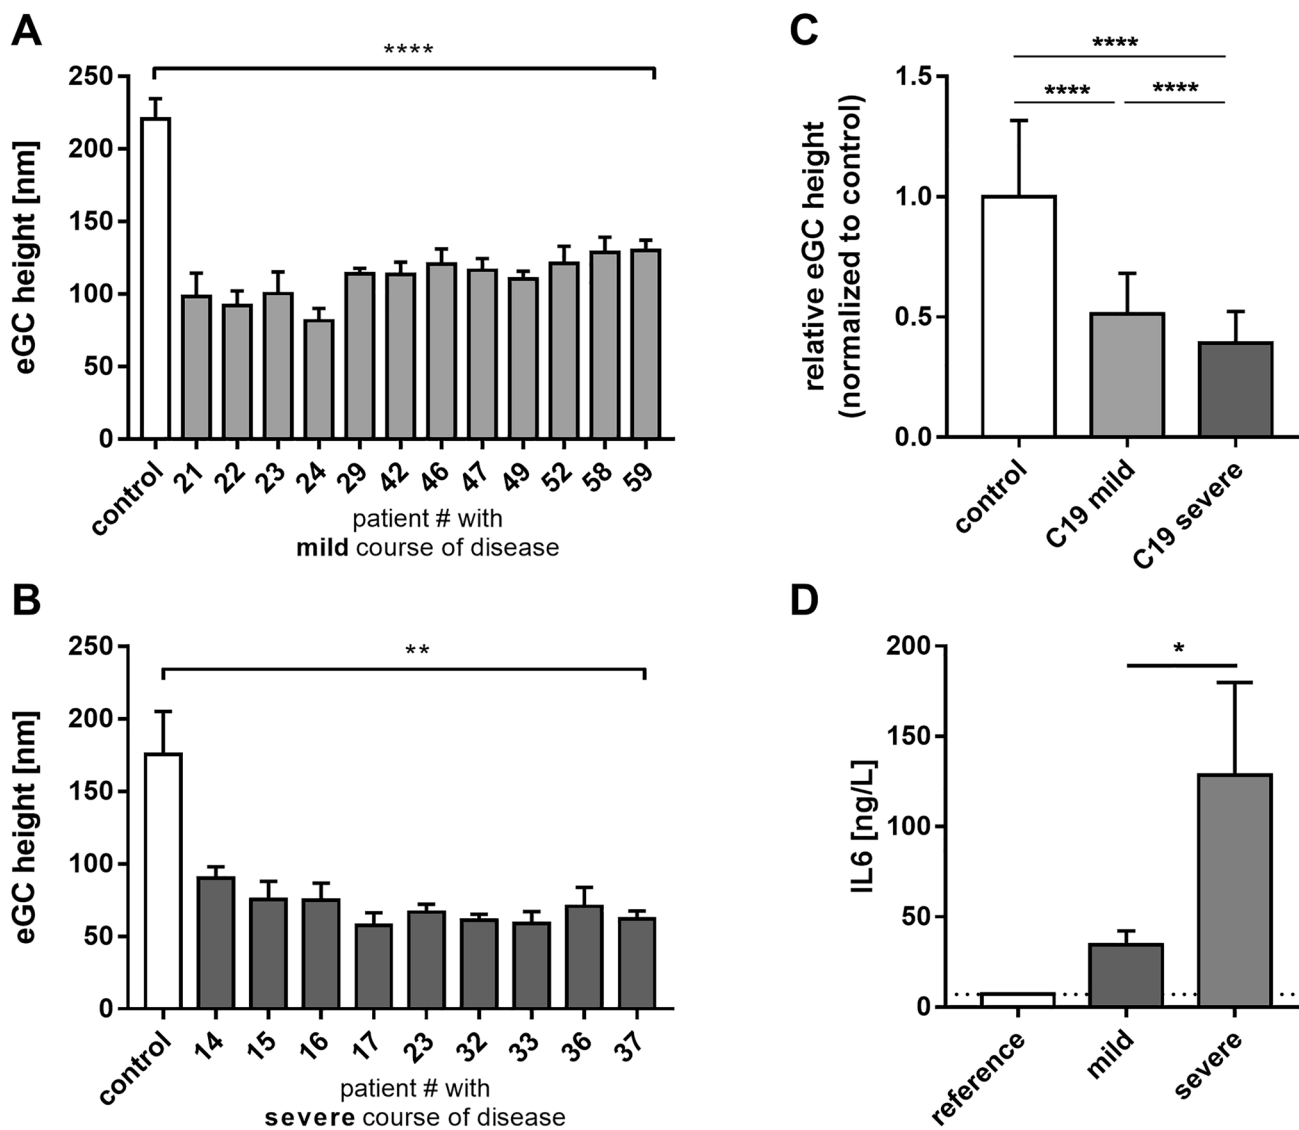 A
****
eGC height [nm]
250
200
150
100
50
0
control 21 22 23 24 29 42 46 47 49 52 58 59
patient # with
mild course of disease
B
**
eGC height [nm]
250
200
150
100
50
0
control 14 15 16 17 23 32 33 36 37
patient # with
severe course of disease
C
****
**** ****
relative eGC height
(normalized to control)
1.5
1.0
0.5
0.0
control C19 mild C19 severe
D
*
IL6 [ng/L]
200
150
100
50
0
reference mild severe